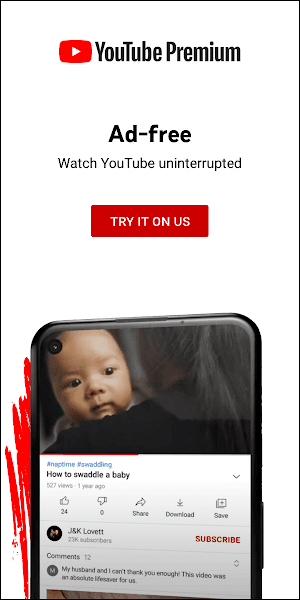 YouTube Premium
Ad-free
Watch YouTube uninterrupted
TRY IT ON US
#naptime #swaddling
How to swaddle a baby
527 views · 1 year ago
24
0
Share
Download
Save
J&K Lovett
23K subscribers
SUBSCRIBE
Comments 12
M
My husband and I can't thank you enough! This video was
an absolute lifesaver for us.